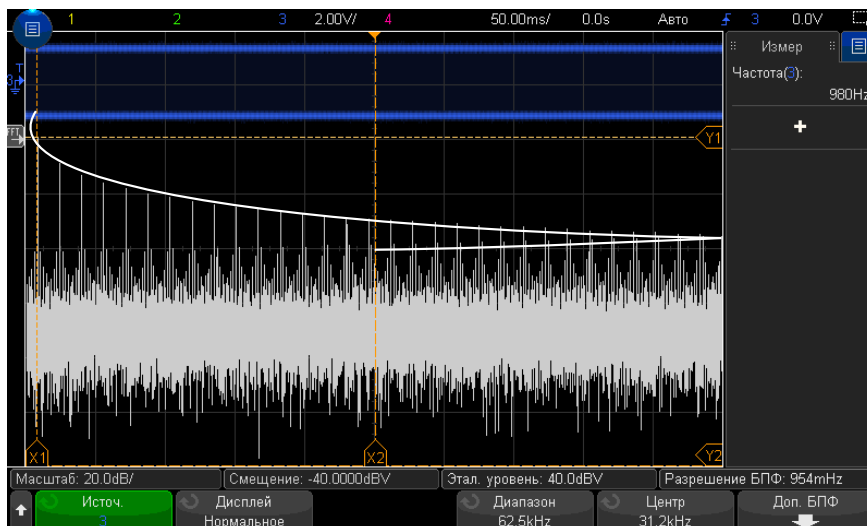 1 2 3 2.00V/ 4 50.00ms/ 0.0s Авто 3 0.0V
Измер
Частота(3):
980Hz
+
T
3
FFT
Y1
X1 X2 Y2
Масштаб: 20.0dB/ Смещение: -40.0000dBV Этал. уровень: 40.0dBV Разрешение БПФ: 954mHz
Источ. Дисплей Диапазон Центр Доп. БПФ
3 Нормальное 62.5kHz 31.2kHz